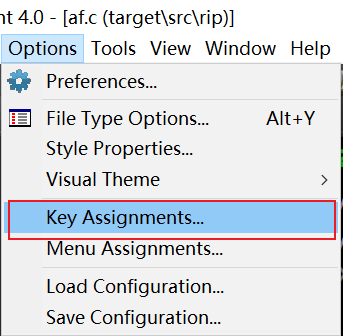 nt 4.0 - [af.c (target\src\rip)]
Options Tools View Window Help
Preferences...
File Type Options... Alt+Y
Style Properties...
Visual Theme
Key Assignments...
Menu Assignments...
Load Configuration...
Save Configuration...